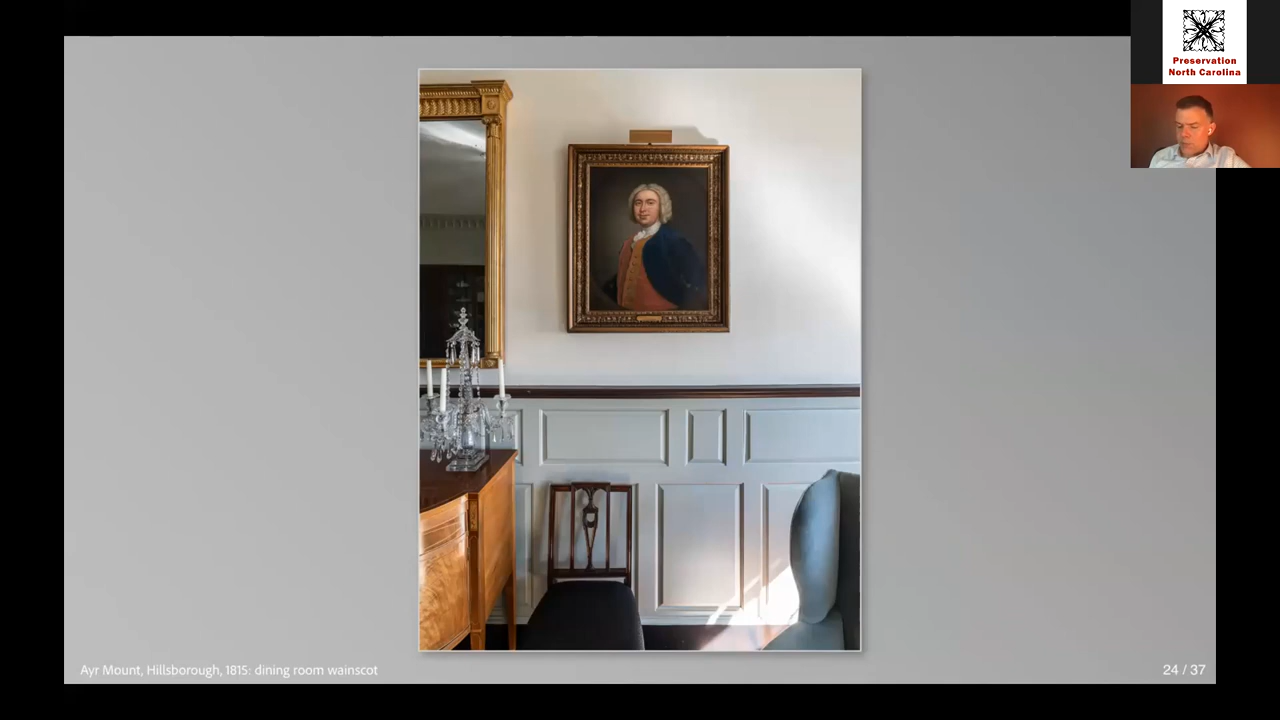 Preservation
North Carolina
Ayr Mount, Hillsborough, 1815: dining room wainscot
24 / 37